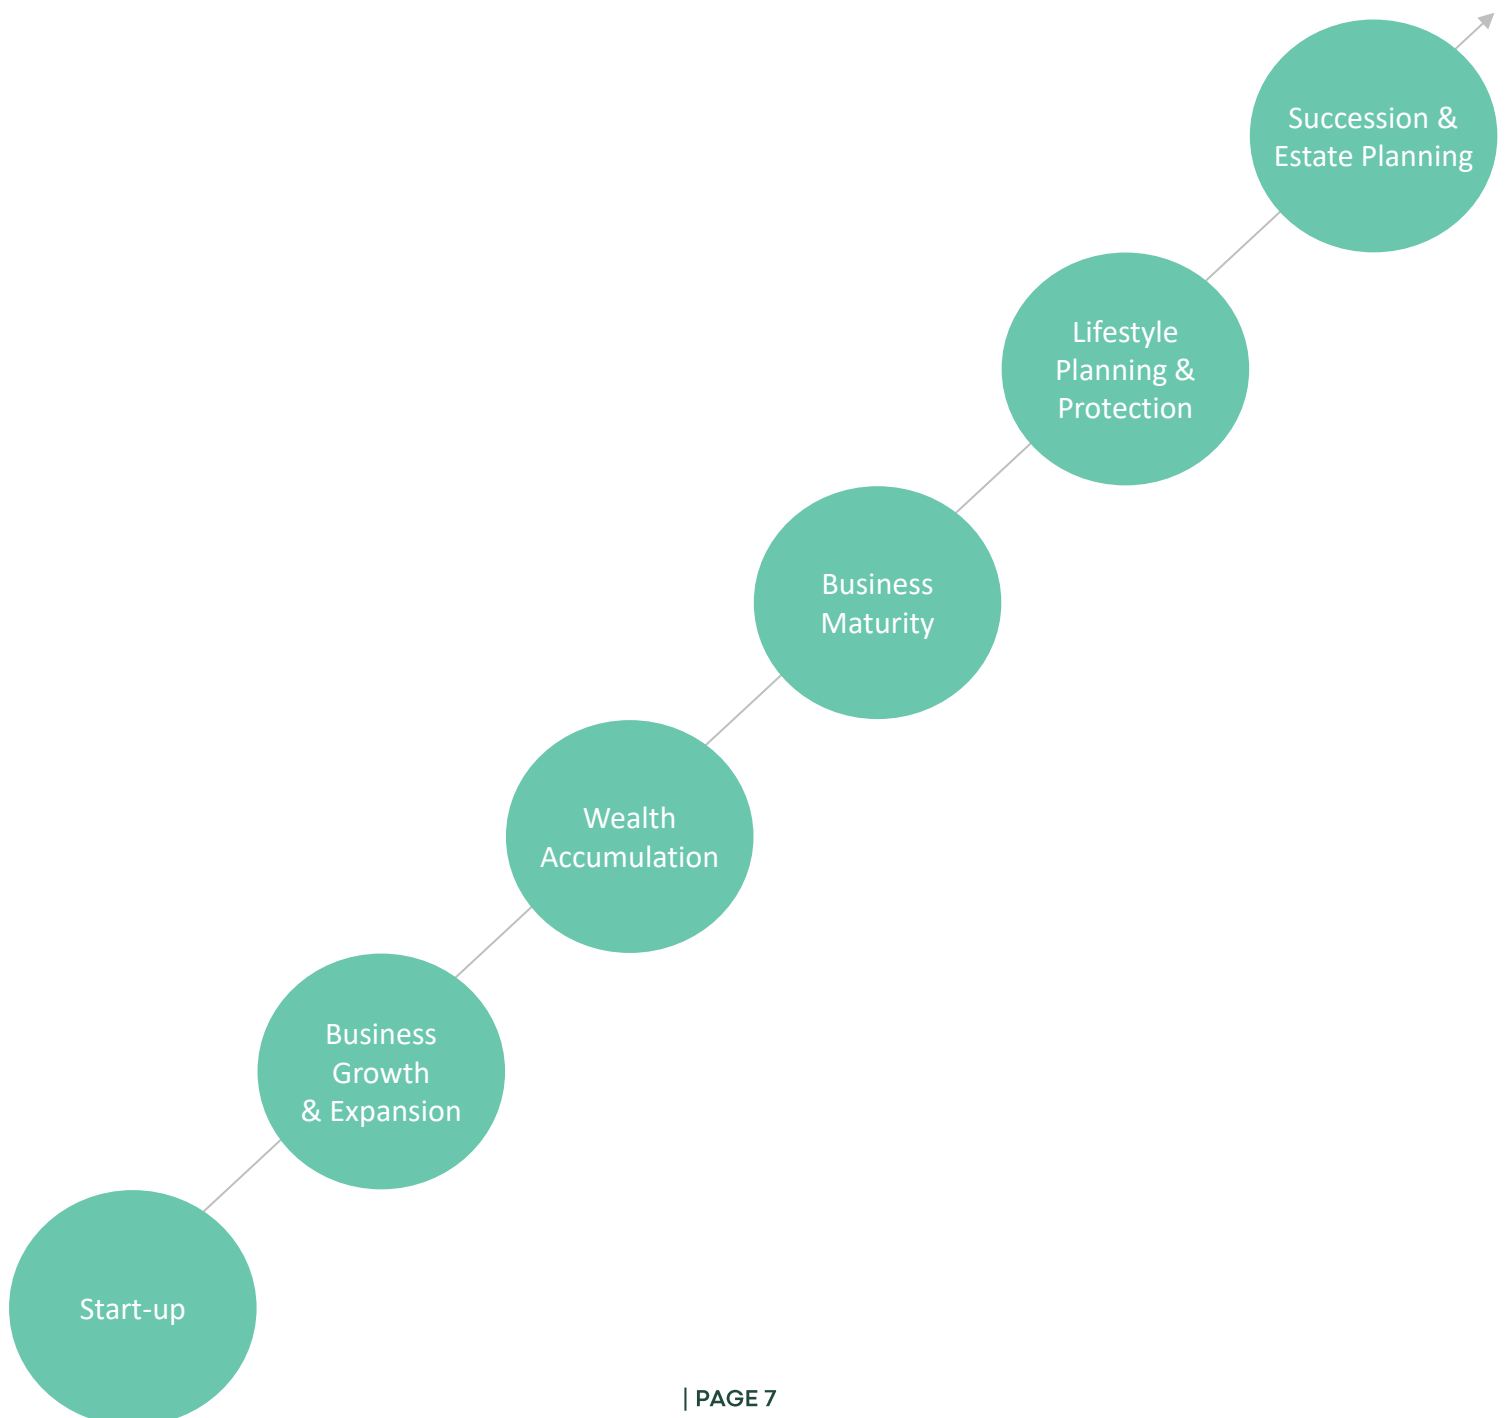 Succession &
Estate Planning
Lifestyle
Planning &
Protection
Business
Maturity
Wealth
Accumulation
Business
Growth
& Expansion
Start-up
| PAGE 7